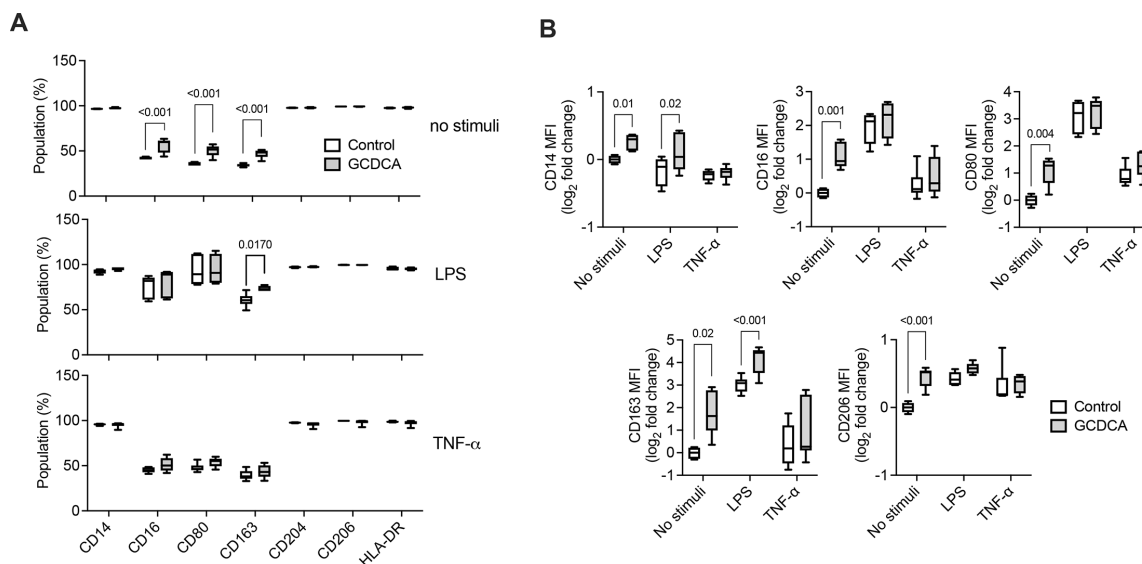 A
150
100
50
0
Population (%)
<0.001
<0.001
<0.001
no stimuli
Control
GCDCA
150
100
50
0
Population (%)
0.0170
LPS
150
100
50
0
Population (%)
TNF-α
CD14
CD16
CD80
CD163
CD204
CD206
HLA-DR
B
CD14 MFI
(log2 fold change)
1
0
-1
0.01
0.02
No stimuli
LPS
TNF-α
CD16 MFI
(log2 fold change)
3
2
1
0
-1
0.001
No stimuli
LPS
TNF-α
CD80 MFI
(log2 fold change)
4
3
2
1
0
-1
0.004
No stimuli
LPS
TNF-α
CD163 MFI
(log2 fold change)
5
4
3
2
1
0
-1
0.02
<0.001
No stimuli
LPS
TNF-α
CD206 MFI
(log2 fold change)
1
0
-1
<0.001
No stimuli
LPS
TNF-α
Control
GCDCA